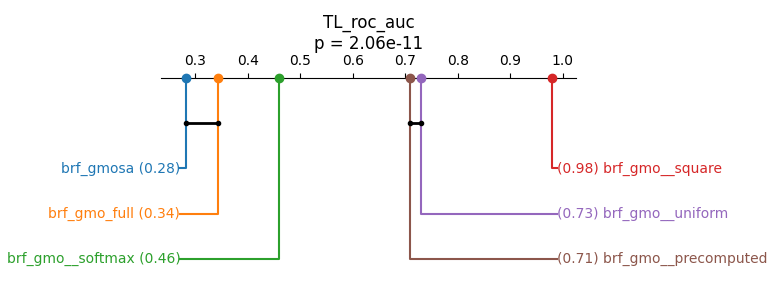 TL_roc_auc
p = 2.06e-11
0.3 0.4 0.5 0.6 0.7 0.8 0.9 1.0
brf_gmosa (0.28) (0.98) brf_gmo__square
brf_gmo_full (0.34) (0.73) brf_gmo__uniform
brf_gmo__softmax (0.46) (0.71) brf_gmo__precomputed